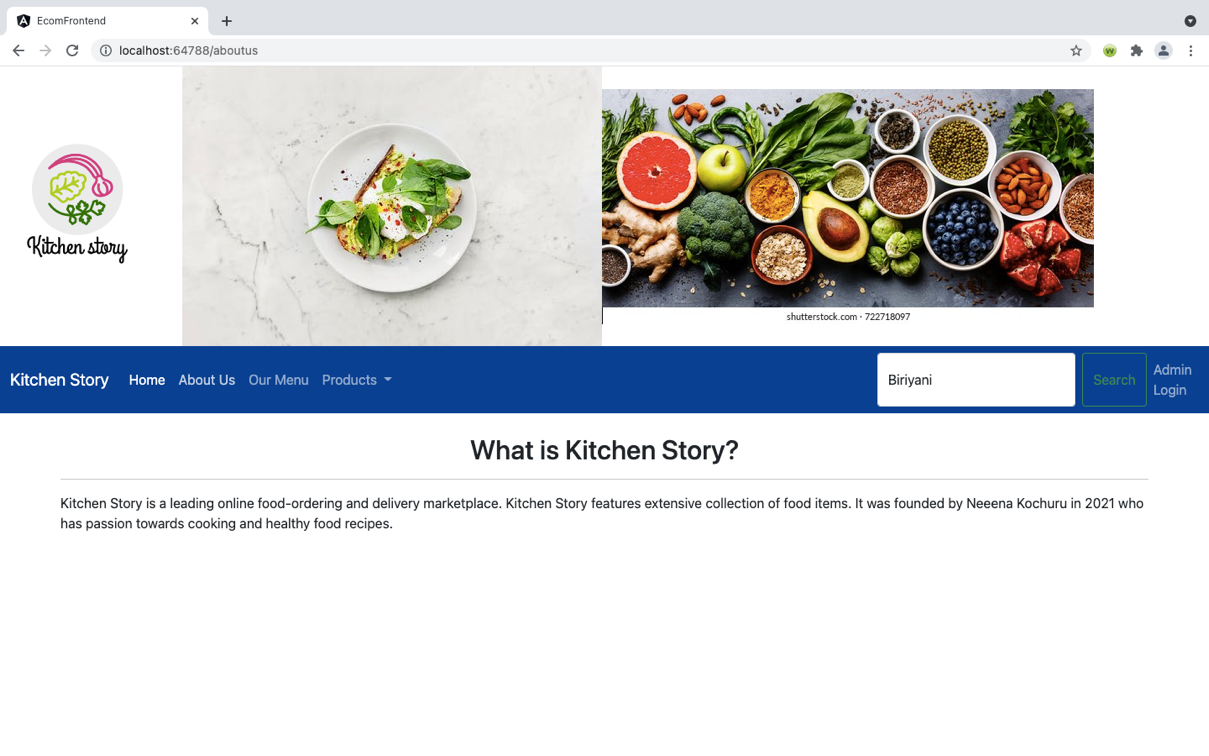 EcomFrontend
localhost:64788/aboutus
Kitchen story
shutterstock.com · 722718097
Kitchen Story Home About Us Our Menu Products Biriyani Search Admin
Login
What is Kitchen Story?
Kitchen Story is a leading online food-ordering and delivery marketplace. Kitchen Story features extensive collection of food items. It was founded by Neeena Kochuru in 2021 who
has passion towards cooking and healthy food recipes.